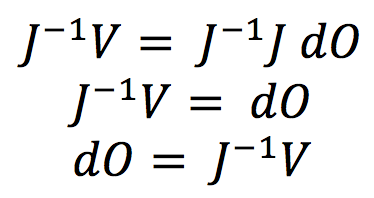 J⁻¹V = J⁻¹J dO
J⁻¹V = dO
dO = J⁻¹V